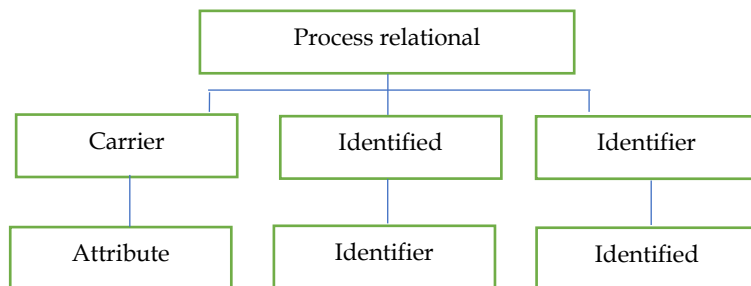 Process relational
Carrier
Identified
Identifier
Attribute
Identifier
Identified